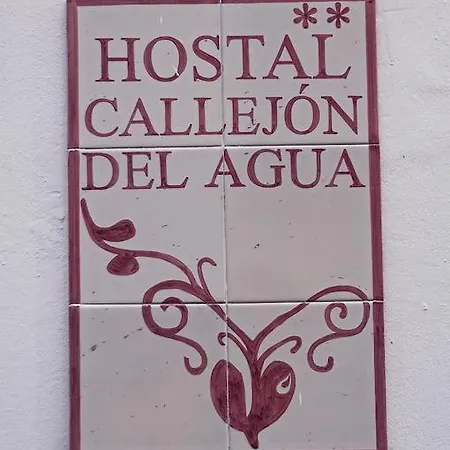 **
HOSTAL
CALLEJÓN
DEL AGUA